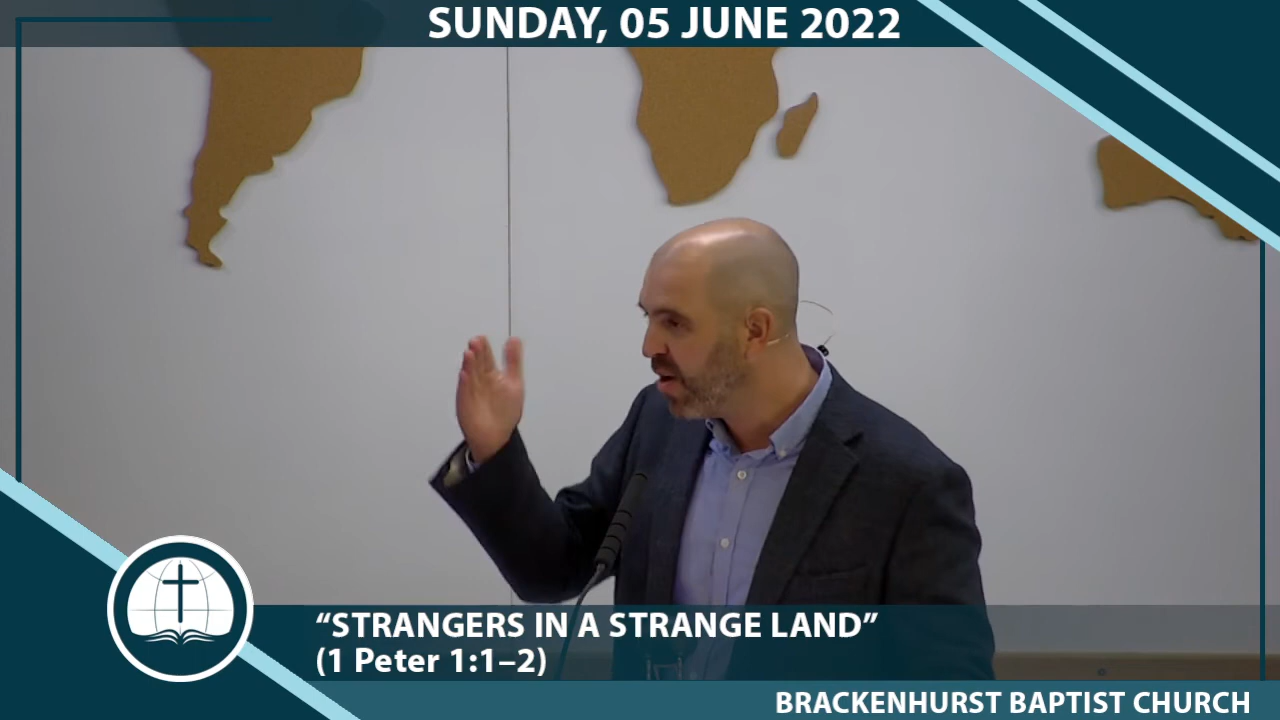 SUNDAY, 05 JUNE 2022
“STRANGERS IN A STRANGE LAND”
(1 Peter 1:1–2)
BRACKENHURST BAPTIST CHURCH